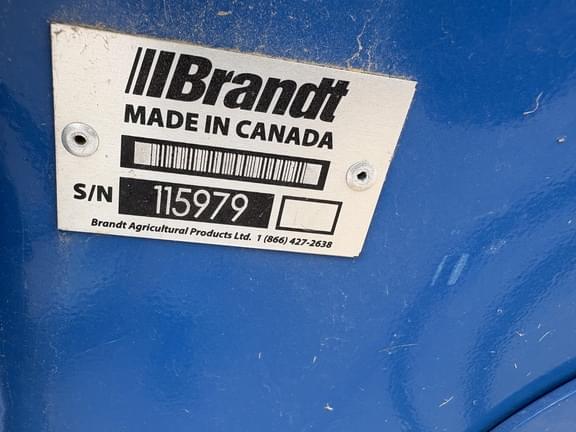 Brandt
MADE IN CANADA
S/N 115979
Brandt Agricultural Products Ltd. 1 (866) 427-2638